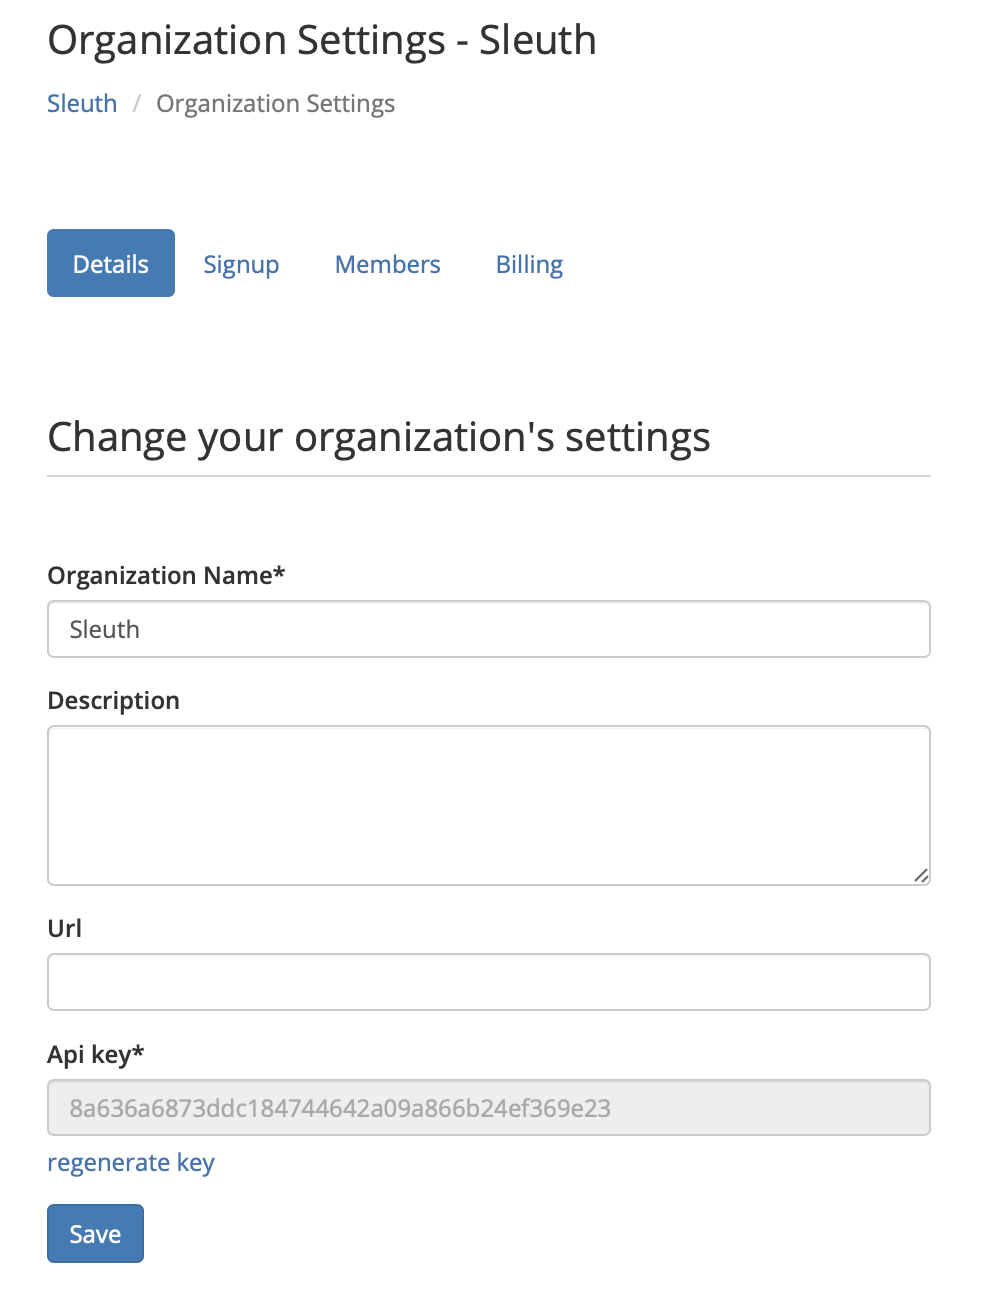 Organization Settings - Sleuth
Sleuth / Organization Settings
Details Signup Members Billing
Change your organization's settings
Organization Name*
Sleuth
Description
Url
Api key*
8a636a6873ddc184744642a09a866b24ef369e23
regenerate key
Save